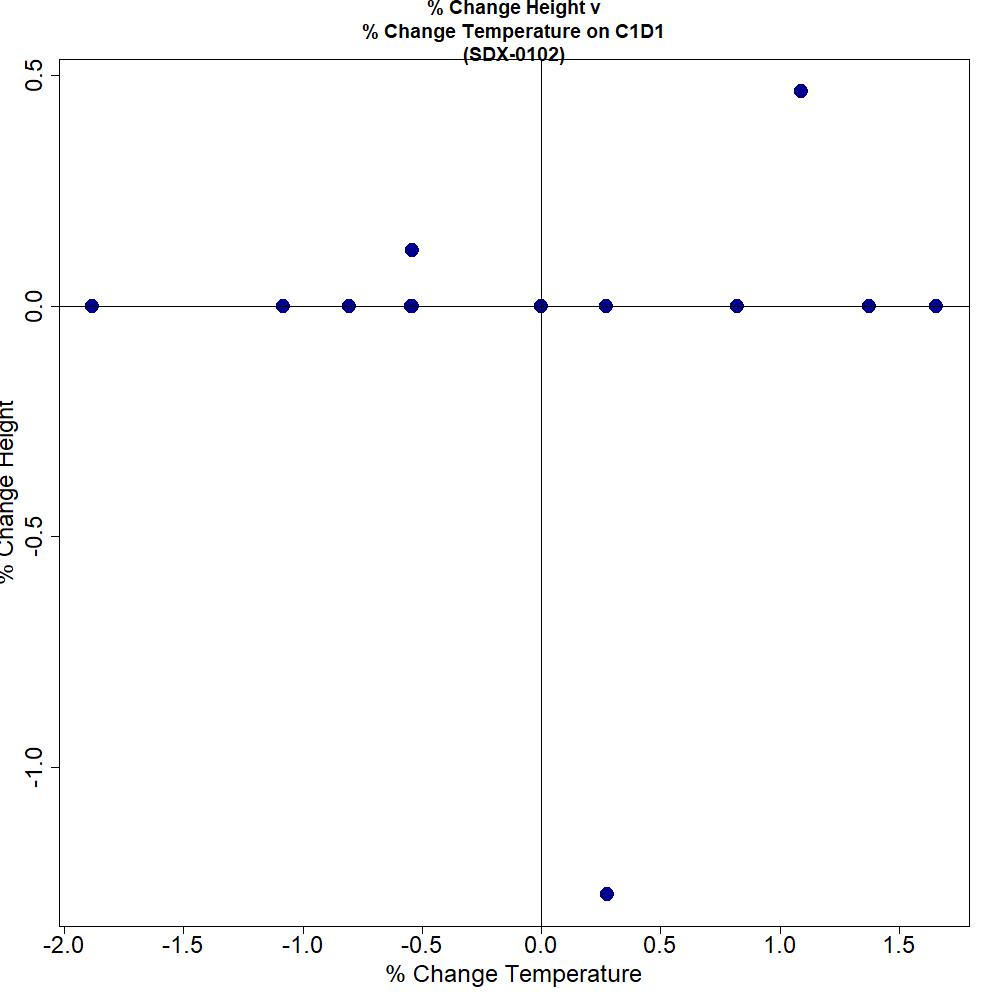 % Change Height v
% Change Temperature on C1D1
(SDX-0102)
% Change Height
0.5
0.0
-0.5
-1.0
-2.0 -1.5 -1.0 -0.5 0.0 0.5 1.0 1.5
% Change Temperature